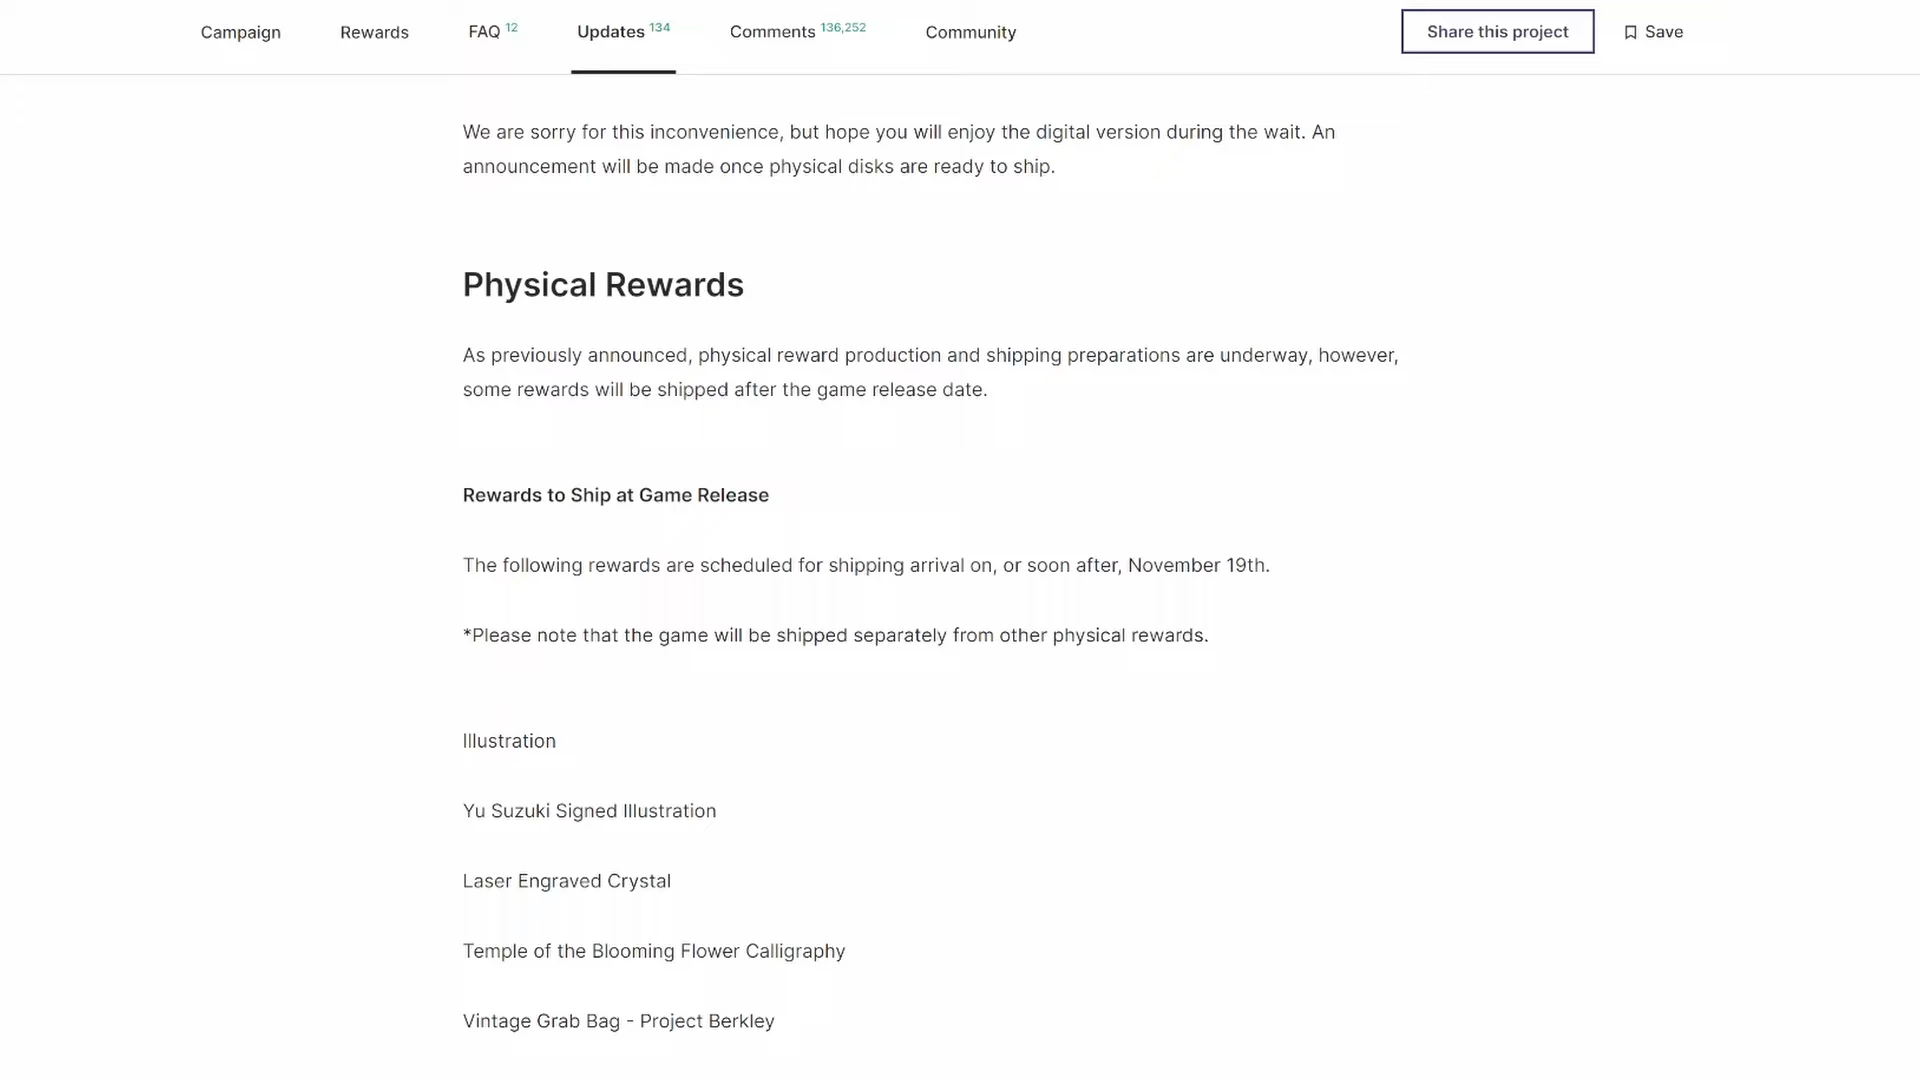 Campaign Rewards FAQ 12 Updates 134 Comments 136,252 Community Share this project Save
We are sorry for this inconvenience, but hope you will enjoy the digital version during the wait. An
announcement will be made once physical disks are ready to ship.
Physical Rewards
As previously announced, physical reward production and shipping preparations are underway, however,
some rewards will be shipped after the game release date.
Rewards to Ship at Game Release
The following rewards are scheduled for shipping arrival on, or soon after, November 19th.
*Please note that the game will be shipped separately from other physical rewards.
Illustration
Yu Suzuki Signed Illustration
Laser Engraved Crystal
Temple of the Blooming Flower Calligraphy
Vintage Grab Bag - Project Berkley